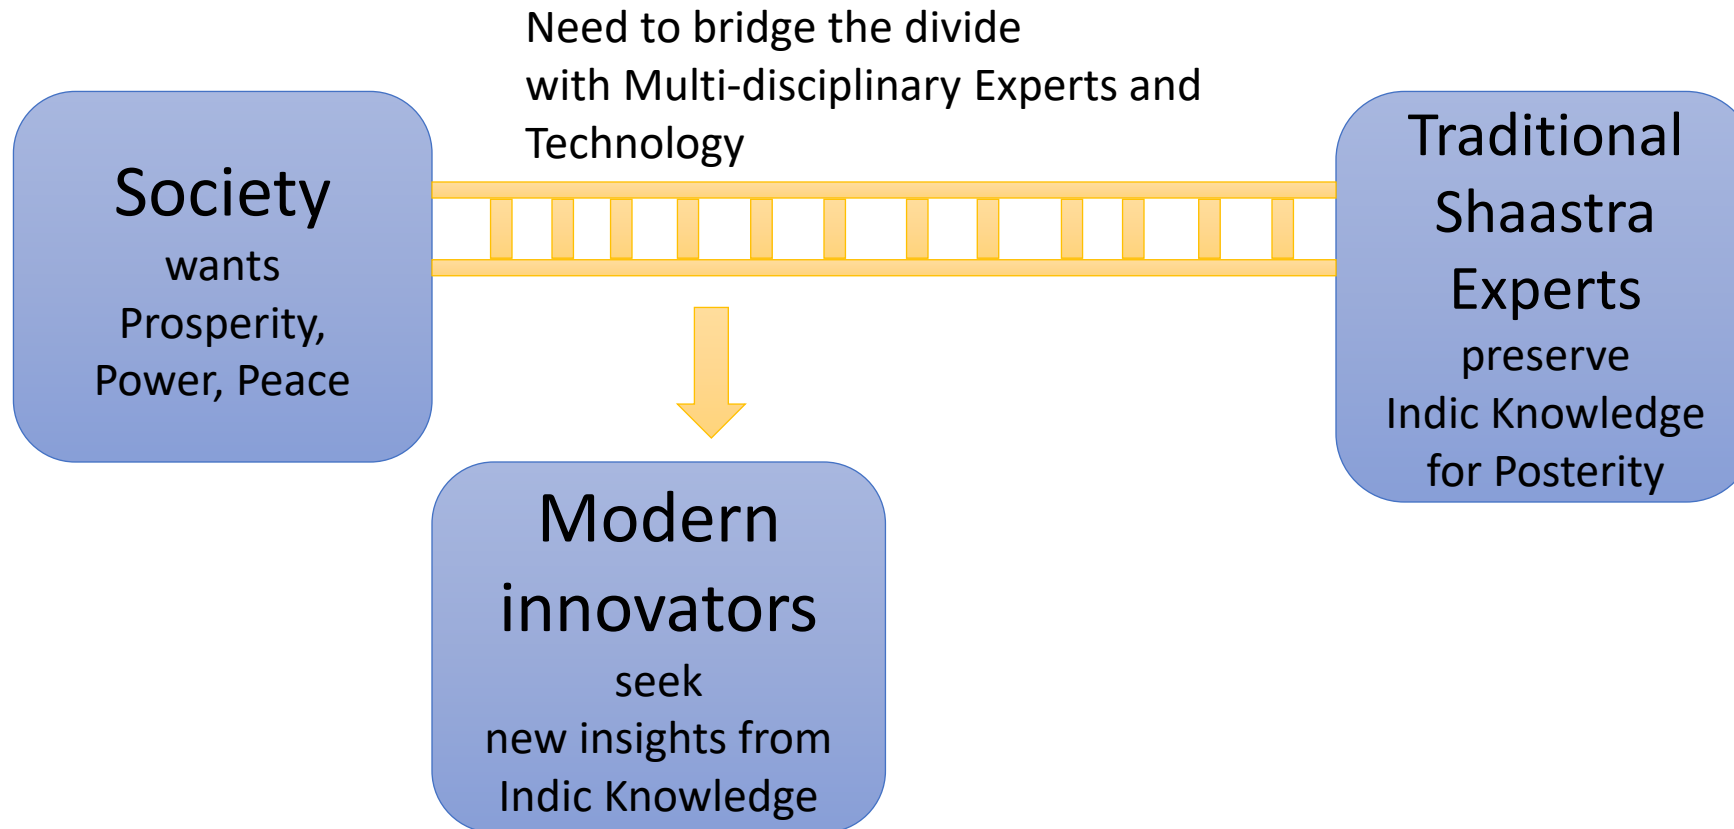 Need to bridge the divide
with Multi-disciplinary Experts and
Technology
Society
wants
Prosperity,
Power, Peace
Traditional
Shaastra
Experts
preserve
Indic Knowledge
for Posterity
Modern
innovators
seek
new insights from
Indic Knowledge